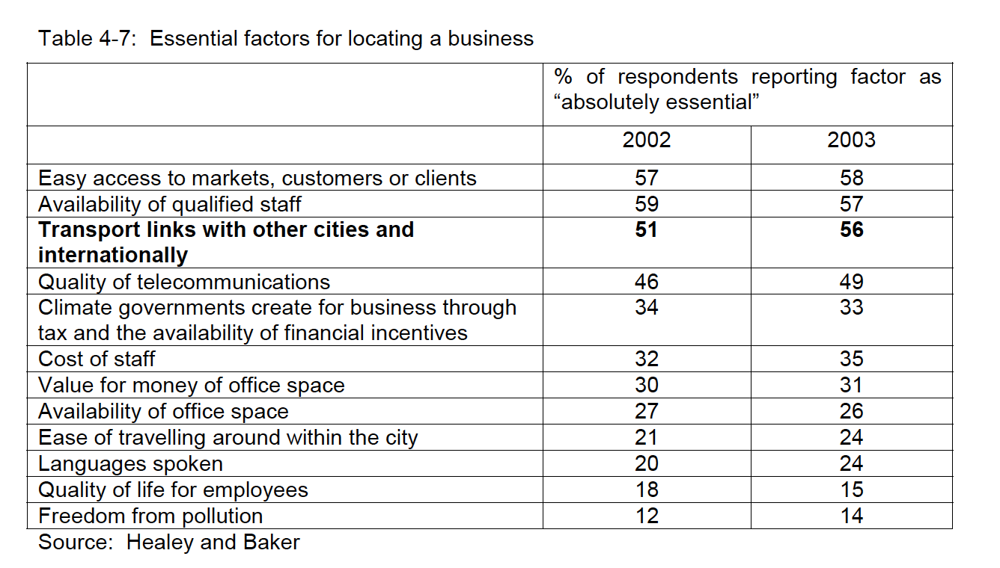 Table 4-7:  Essential factors for locating a business
% of respondents reporting factor as
“absolutely essential”
2002 2003
Easy access to markets, customers or clients 57 58
Availability of qualified staff 59 57
Transport links with other cities and 51 56
internationally
Quality of telecommunications 46 49
Climate governments create for business through 34 33
tax and the availability of financial incentives
Cost of staff 32 35
Value for money of office space 30 31
Availability of office space 27 26
Ease of travelling around within the city 21 24
Languages spoken 20 24
Quality of life for employees 18 15
Freedom from pollution 12 14
Source:  Healey and Baker